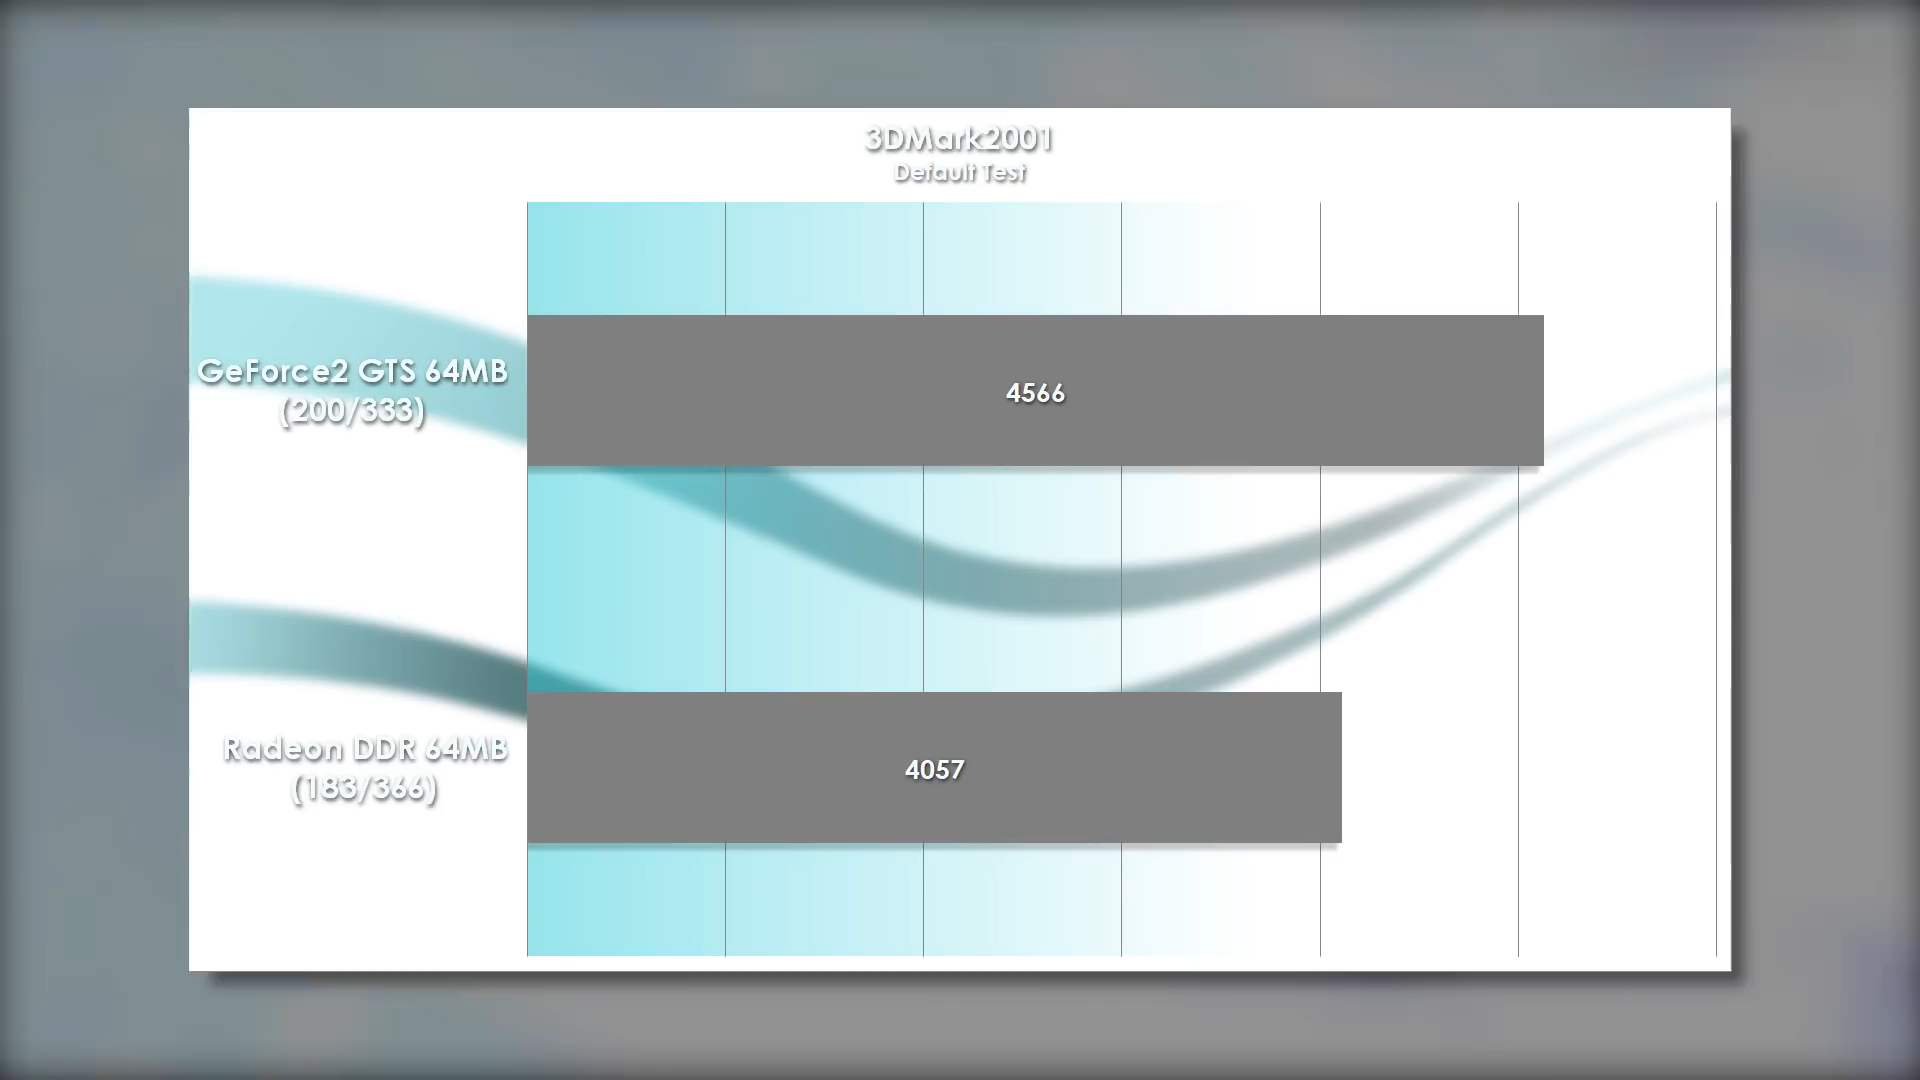 3DMark2001
Default Test
GeForce2 GTS 64MB
(200/333)
4566
Radeon DDR 64MB
(183/366)
4057